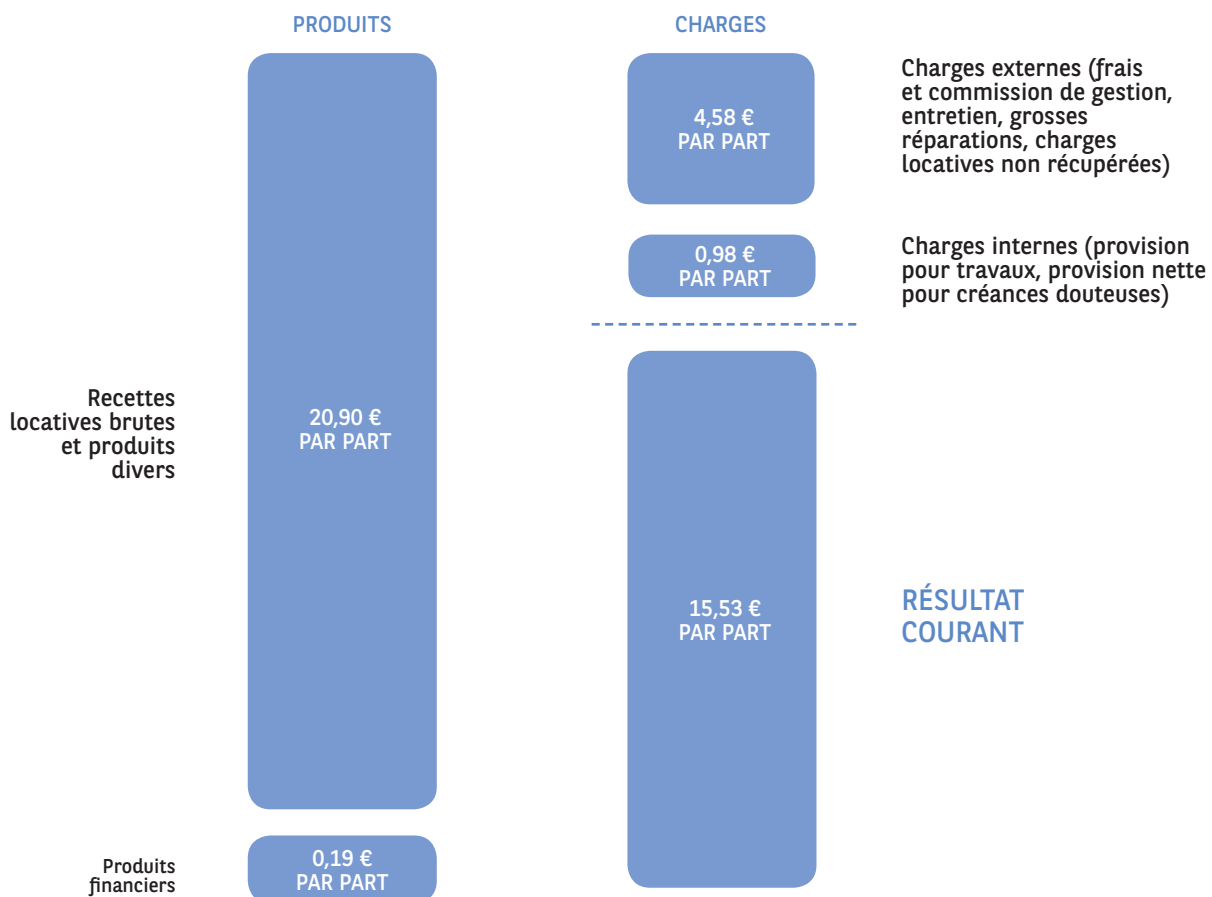 PRODUITS
CHARGES
4,58 €
PAR PART
Charges externes (frais
et commission de gestion,
entretien, grosses
réparations, charges
locatives non récupérées)
0,98 €
PAR PART
Charges internes (provision
pour travaux, provision nette
pour créances douteuses)
Recettes
locatives brutes
et produits
divers
20,90 €
PAR PART
15,53 €
PAR PART
RÉSULTAT
COURANT
Produits
financiers
0,19 €
PAR PART